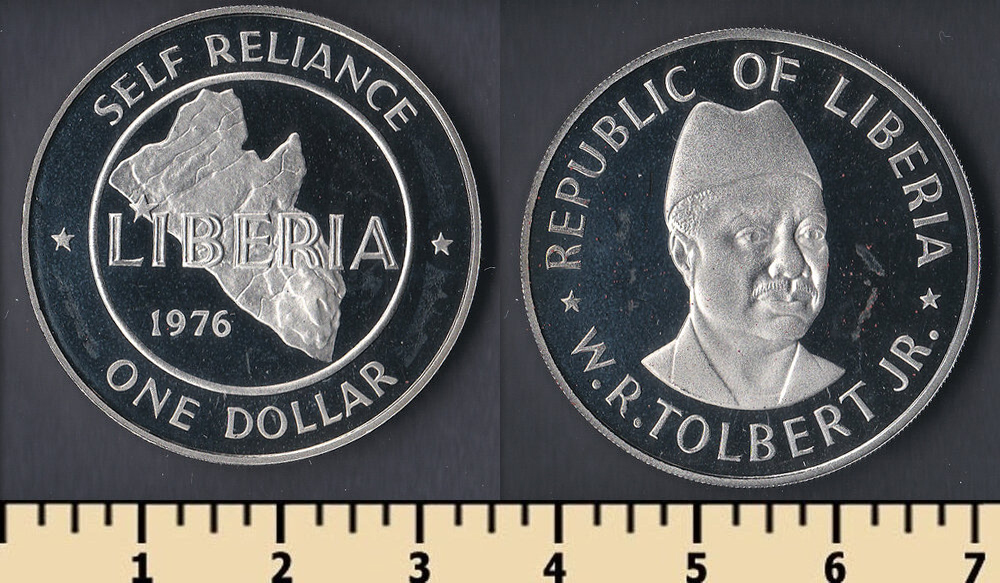 SELF RELIANCE
LIBERIA
1976
ONE DOLLAR
REPUBLIC OF LIBERIA
W.R. TOLBERT JR.
1 2 3 4 5 6 7